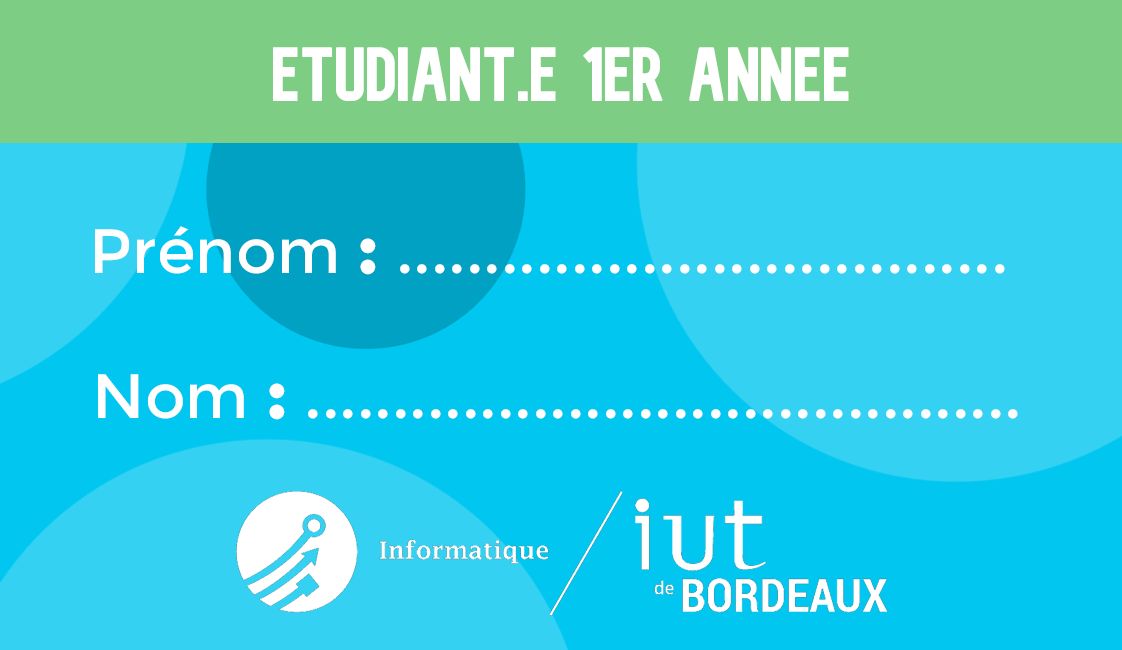 ETUDIANT.E 1ER ANNEE
Prénom : ...................................
Nom : .........................................
Informatique
iut
de BORDEAUX